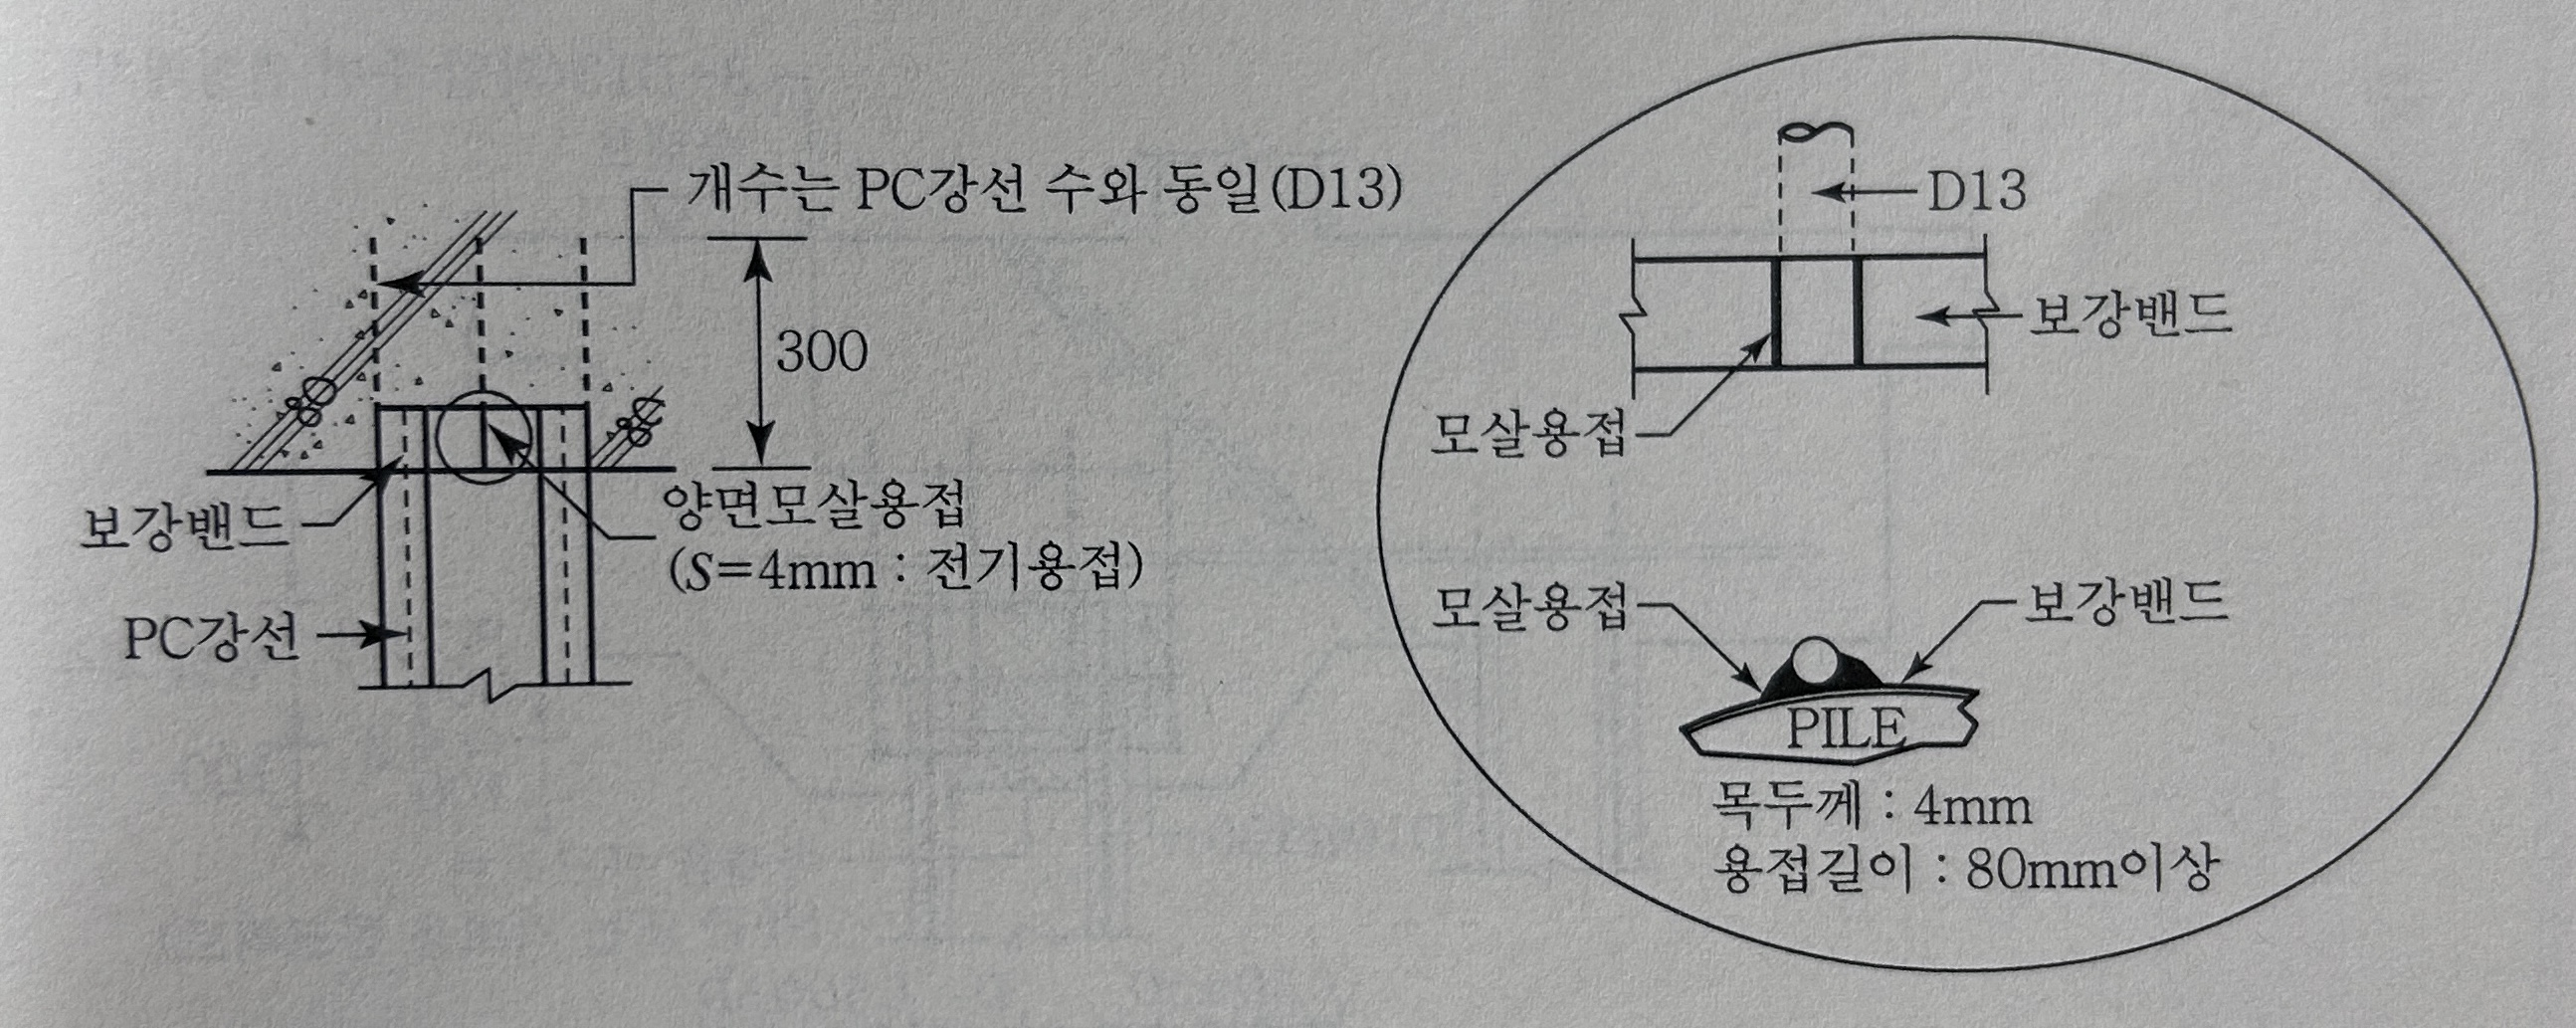 개수는 PC강선 수와 동일(D13)
300
보강밴드
양면모살용접
(S=4mm : 전기용접)
PC강선
D13
보강밴드
모살용접
모살용접
보강밴드
PILE
목두께 : 4mm
용접길이 : 80mm이상